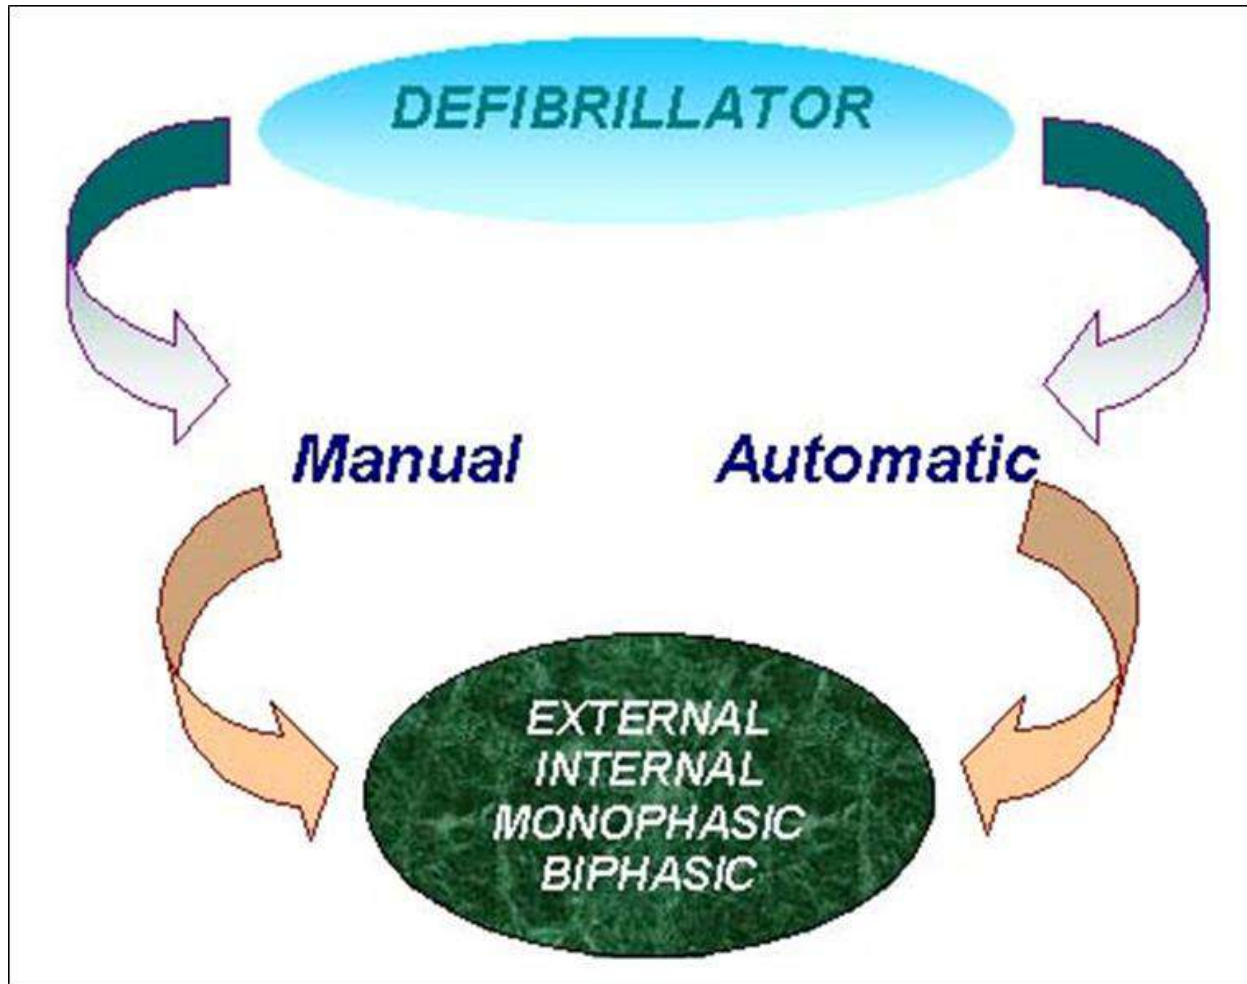 DEFIBRILLATOR
Manual
Automatic
EXTERNAL
INTERNAL
MONOPHASIC
BIPHASIC